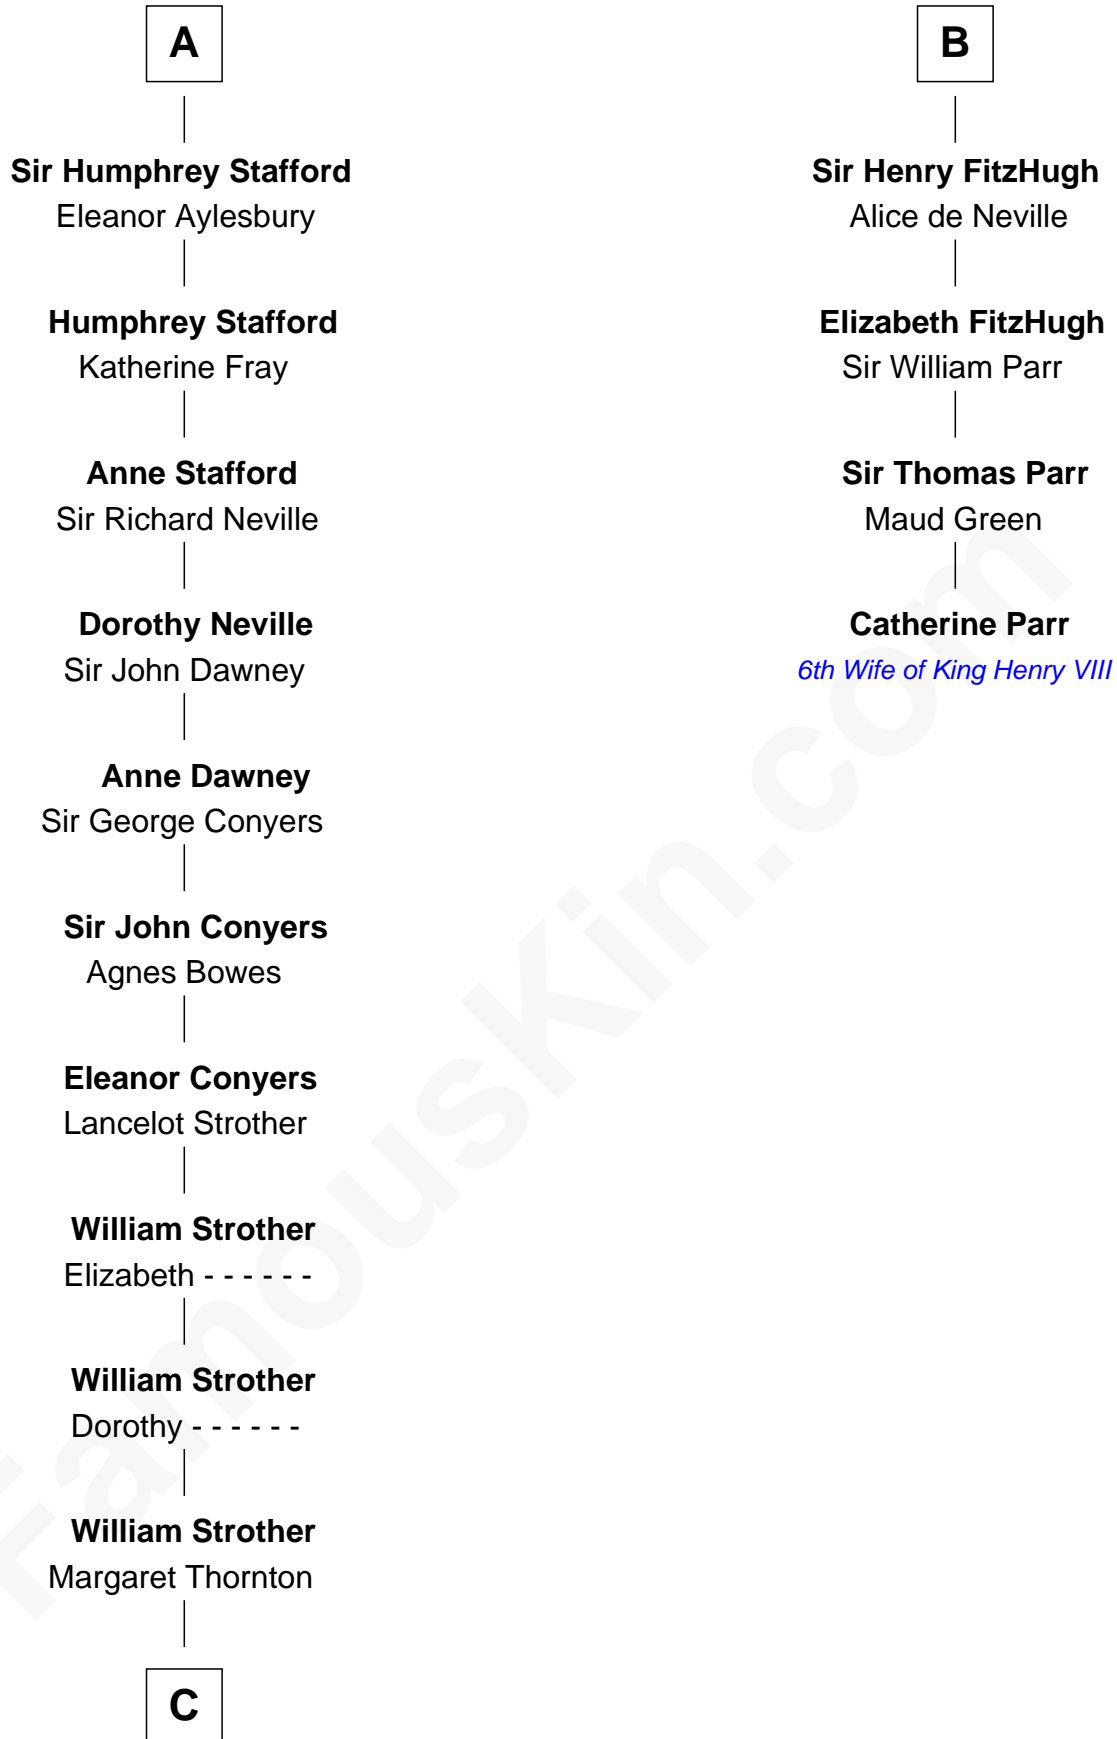 A
Sir Humphrey Stafford
Eleanor Aylesbury
Humphrey Stafford
Katherine Fray
Anne Stafford
Sir Richard Neville
Dorothy Neville
Sir John Dawney
Anne Dawney
Sir George Conyers
Sir John Conyers
Agnes Bowes
Eleanor Conyers
Lancelot Strother
William Strother
Elizabeth - - - - - -
William Strother
Dorothy - - - - - -
William Strother
Margaret Thornton
C
B
Sir Henry FitzHugh
Alice de Neville
Elizabeth FitzHugh
Sir William Parr
Sir Thomas Parr
Maud Green
Catherine Parr
6th Wife of King Henry VIII
FamousKin.com